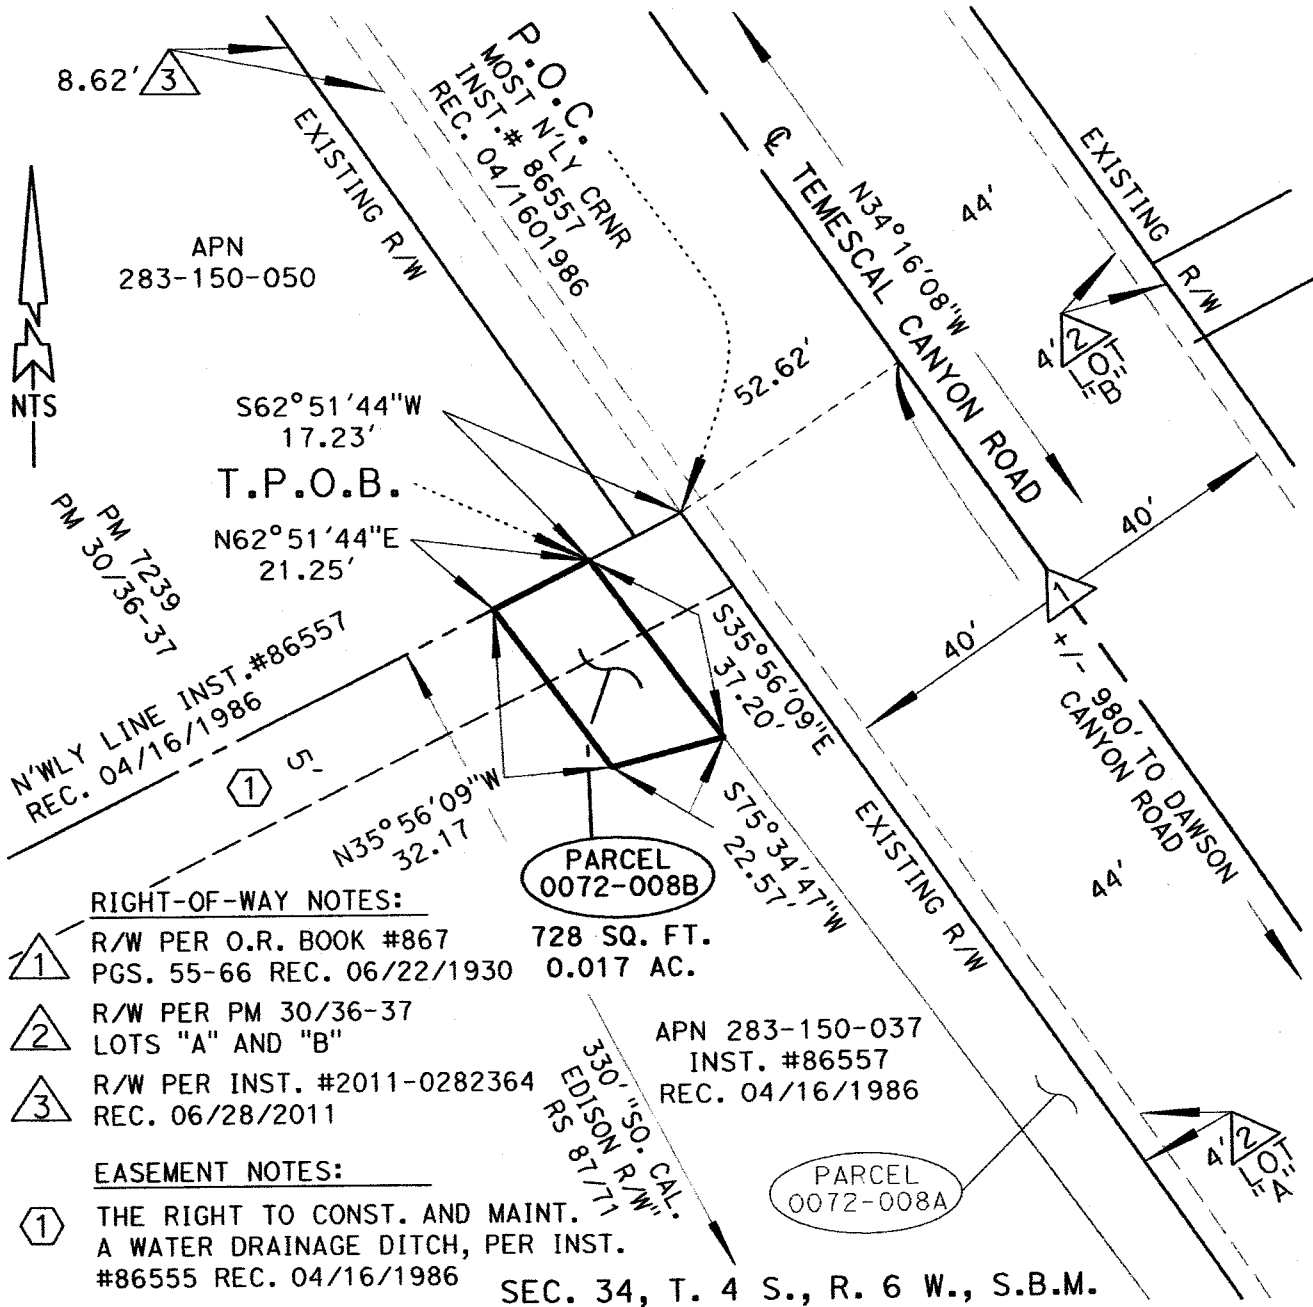 8.62' 3
P.O.C.
MOST N'LY CRNR
INST.# 86557
REC. 04/1601986
EXISTING R/W
℄ TEMESCAL CANYON ROAD
N34°16'08"W
44'
EXISTING R/W
APN
283-150-050
4' 2
LOT
"B"
NTS
52.62'
S62°51'44"W
17.23'
T.P.O.B.
N62°51'44"E
21.25'
PM 7239
PM 30/36-37
40'
1
40'
+/- 980' TO DAWSON
CANYON ROAD
S35°56'09"E
37.20'
N'WLY LINE INST.#86557
REC. 04/16/1986
1
5'
N35°56'09"W
32.17
S75°34'47"W
22.57'
EXISTING R/W
44'
PARCEL
0072-008B
728 SQ. FT.
0.017 AC.
RIGHT-OF-WAY NOTES:
1 R/W PER O.R. BOOK #867
PGS. 55-66 REC. 06/22/1930
2 R/W PER PM 30/36-37
LOTS "A" AND "B"
3 R/W PER INST. #2011-0282364
REC. 06/28/2011
330' "SO. CAL.
EDISON R/W"
RS 87/71
APN 283-150-037
INST. #86557
REC. 04/16/1986
PARCEL
0072-008A
4' 2
LOT
"A"
EASEMENT NOTES:
1 THE RIGHT TO CONST. AND MAINT.
A WATER DRAINAGE DITCH, PER INST.
#86555 REC. 04/16/1986
SEC. 34, T. 4 S., R. 6 W., S.B.M.